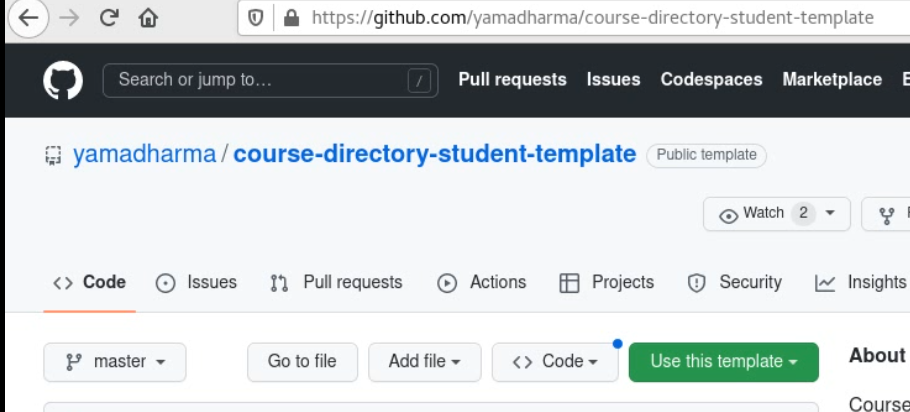 https://github.com/yamadharma/course-directory-student-template
Search or jump to… / Pull requests Issues Codespaces Marketplace
yamadharma / course-directory-student-template Public template
Watch 2
Code Issues Pull requests Actions Projects Security Insights
master Go to file Add file Code Use this template About
Course